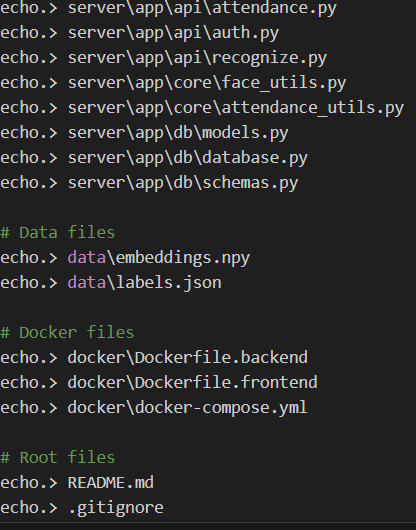 echo.> server\app\api\attendance.py
echo.> server\app\api\auth.py
echo.> server\app\api\recognize.py
echo.> server\app\core\face_utils.py
echo.> server\app\core\attendance_utils.py
echo.> server\app\db\models.py
echo.> server\app\db\database.py
echo.> server\app\db\schemas.py
# Data files
echo.> data\embeddings.npy
echo.> data\labels.json
# Docker files
echo.> docker\Dockerfile.backend
echo.> docker\Dockerfile.frontend
echo.> docker\docker-compose.yml
# Root files
echo.> README.md
echo.> .gitignore